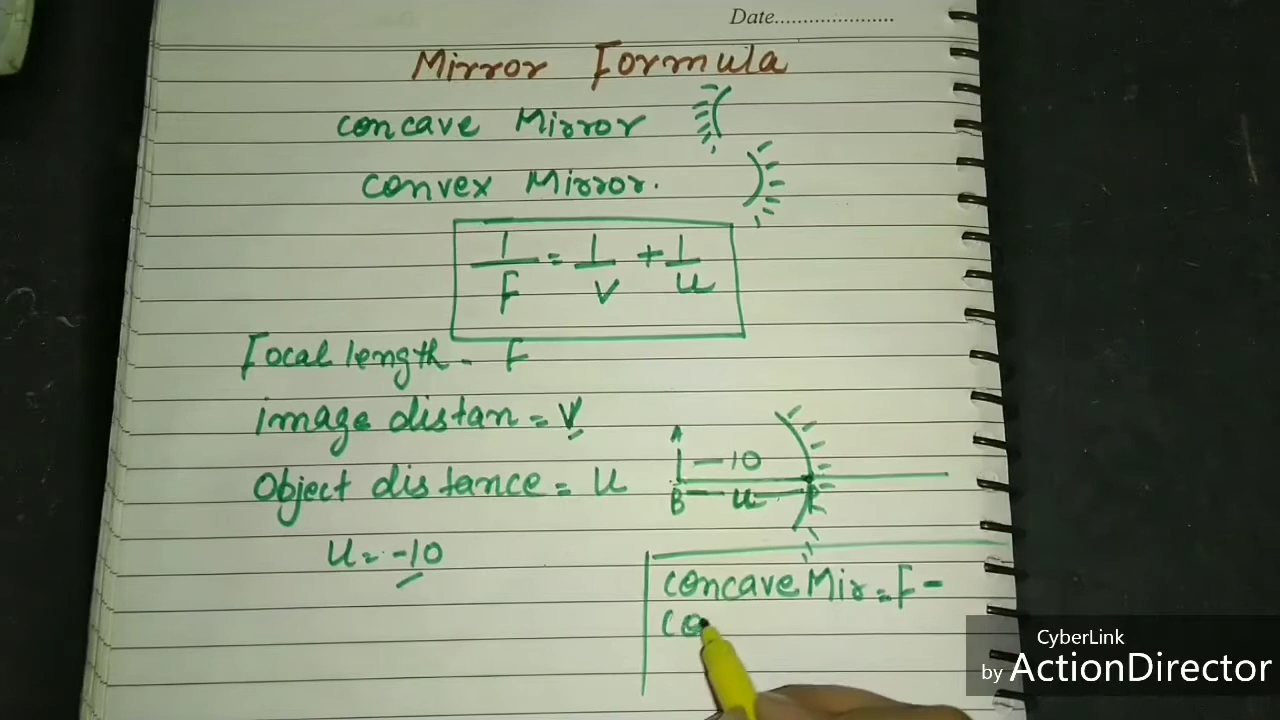 Date.....................
Mirror Formula
concave Mirror
convex Mirror.
1/F = 1/V + 1/u
Focal length - F
image distan = V
Object distance = u
A
-10
B u P
u = -10
concave Mir = F -
CO
CyberLink
by ActionDirector